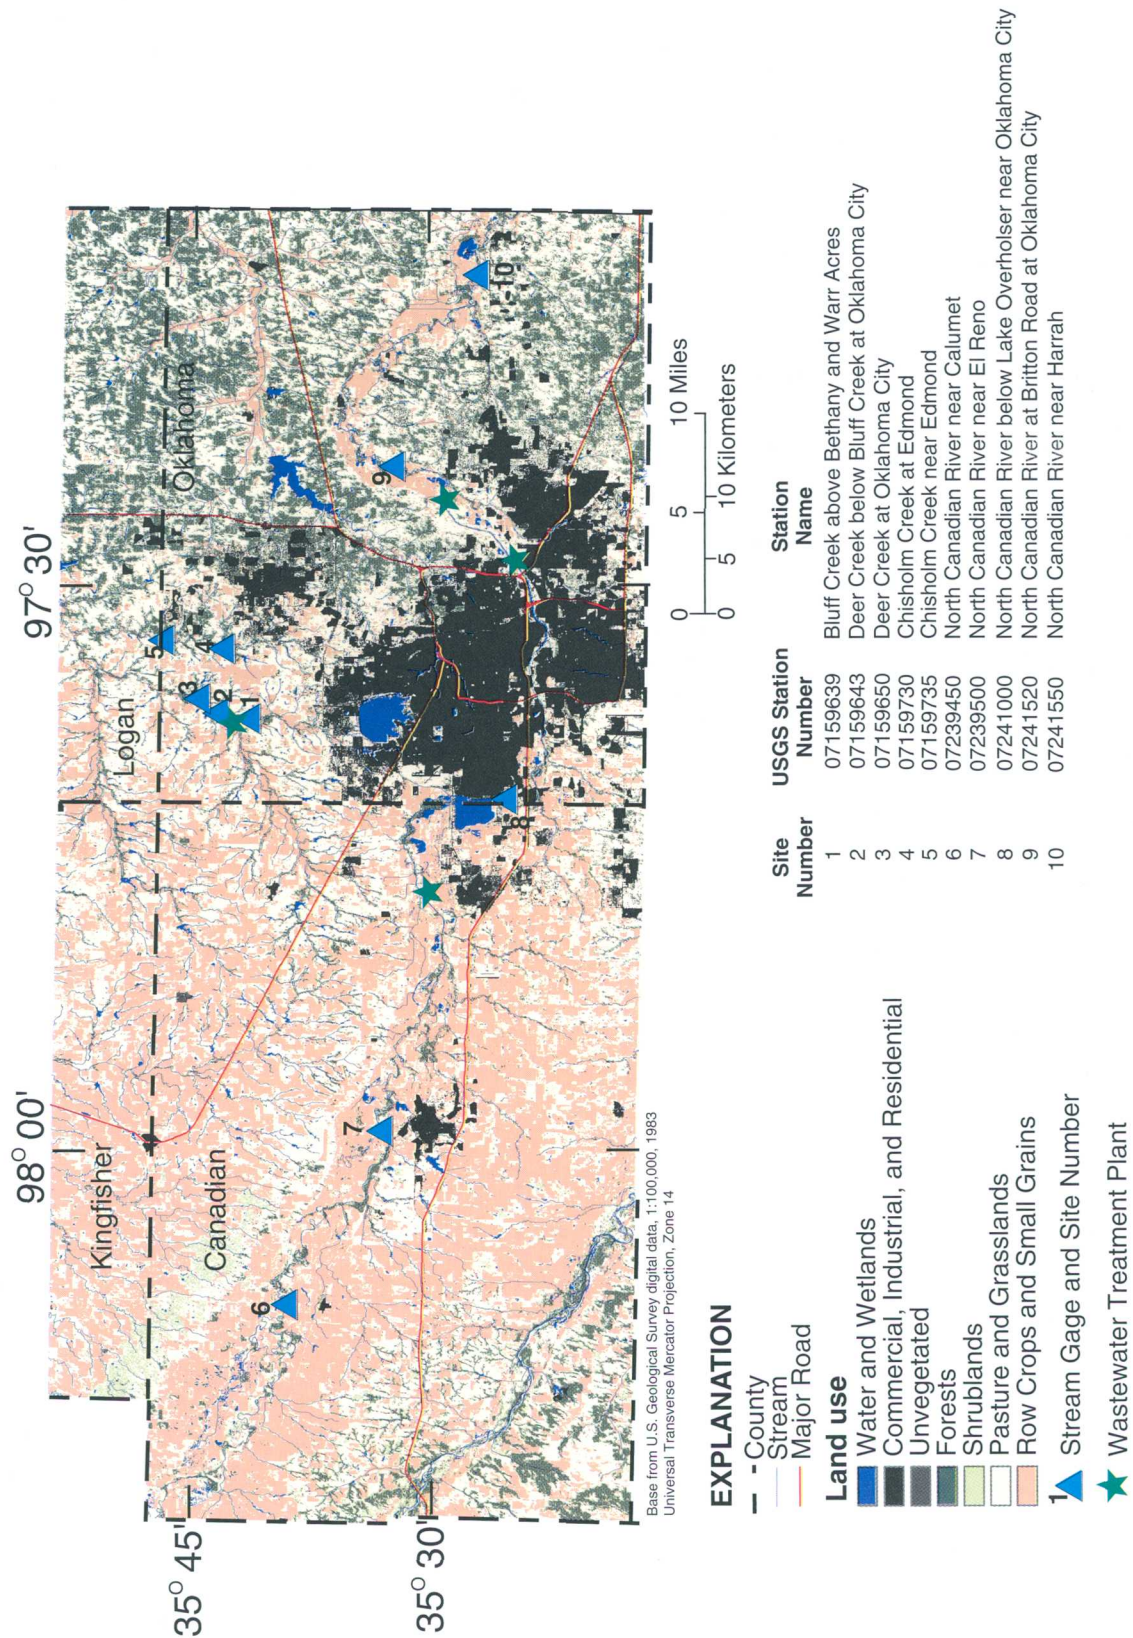 98° 00'
97° 30'
35° 45'
35° 30'
Kingfisher
Logan
Canadian
Oklahoma
1
2
3
4
5
6
7
8
9
10
Base from U.S. Geological Survey digital data, 1:100,000, 1983
Universal Transverse Mercator Projection, Zone 14
0 5 10 Miles
0 5 10 Kilometers
EXPLANATION
County
Stream
Major Road
Land use
Water and Wetlands
Commercial, Industrial, and Residential
Unvegetated
Forests
Shrublands
Pasture and Grasslands
Row Crops and Small Grains
1 Stream Gage and Site Number
Wastewater Treatment Plant
Site Number USGS Station Number Station Name
1 07159639 Bluff Creek above Bethany and Warr Acres
2 07159643 Deer Creek below Bluff Creek at Oklahoma City
3 07159650 Deer Creek at Oklahoma City
4 07159730 Chisholm Creek at Edmond
5 07159735 Chisholm Creek near Edmond
6 07239450 North Canadian River near Calumet
7 07239500 North Canadian River near El Reno
8 07241000 North Canadian River below Lake Overholser near Oklahoma City
9 07241520 North Canadian River at Britton Road at Oklahoma City
10 07241550 North Canadian River near Harrah